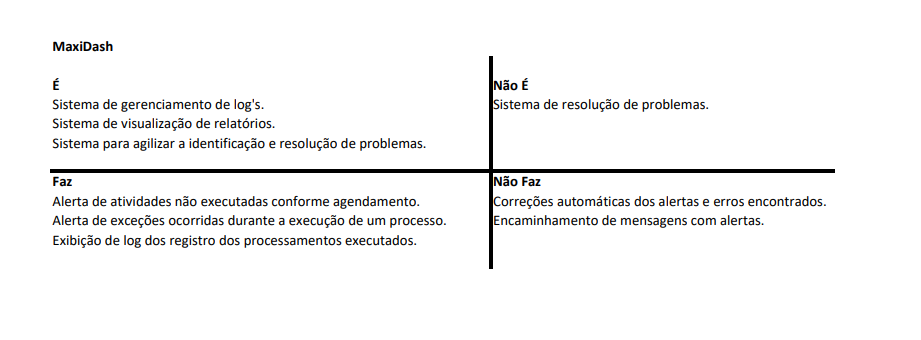 MaxiDash
É
Sistema de gerenciamento de log's.
Sistema de visualização de relatórios.
Sistema para agilizar a identificação e resolução de problemas.
Não É
Sistema de resolução de problemas.
Faz
Alerta de atividades não executadas conforme agendamento.
Alerta de exceções ocorridas durante a execução de um processo.
Exibição de log dos registro dos processamentos executados.
Não Faz
Correções automáticas dos alertas e erros encontrados.
Encaminhamento de mensagens com alertas.